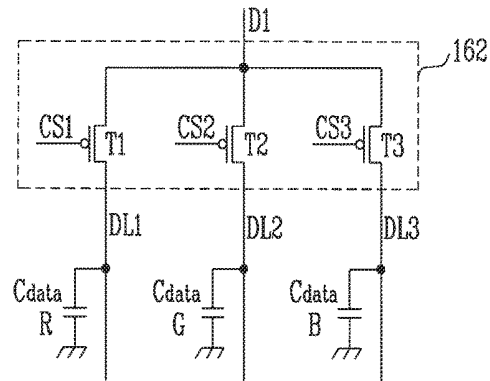 D1
162
CS1 T1 CS2 T2 CS3 T3
DL1 DL2 DL3
Cdata Cdata Cdata
R G B